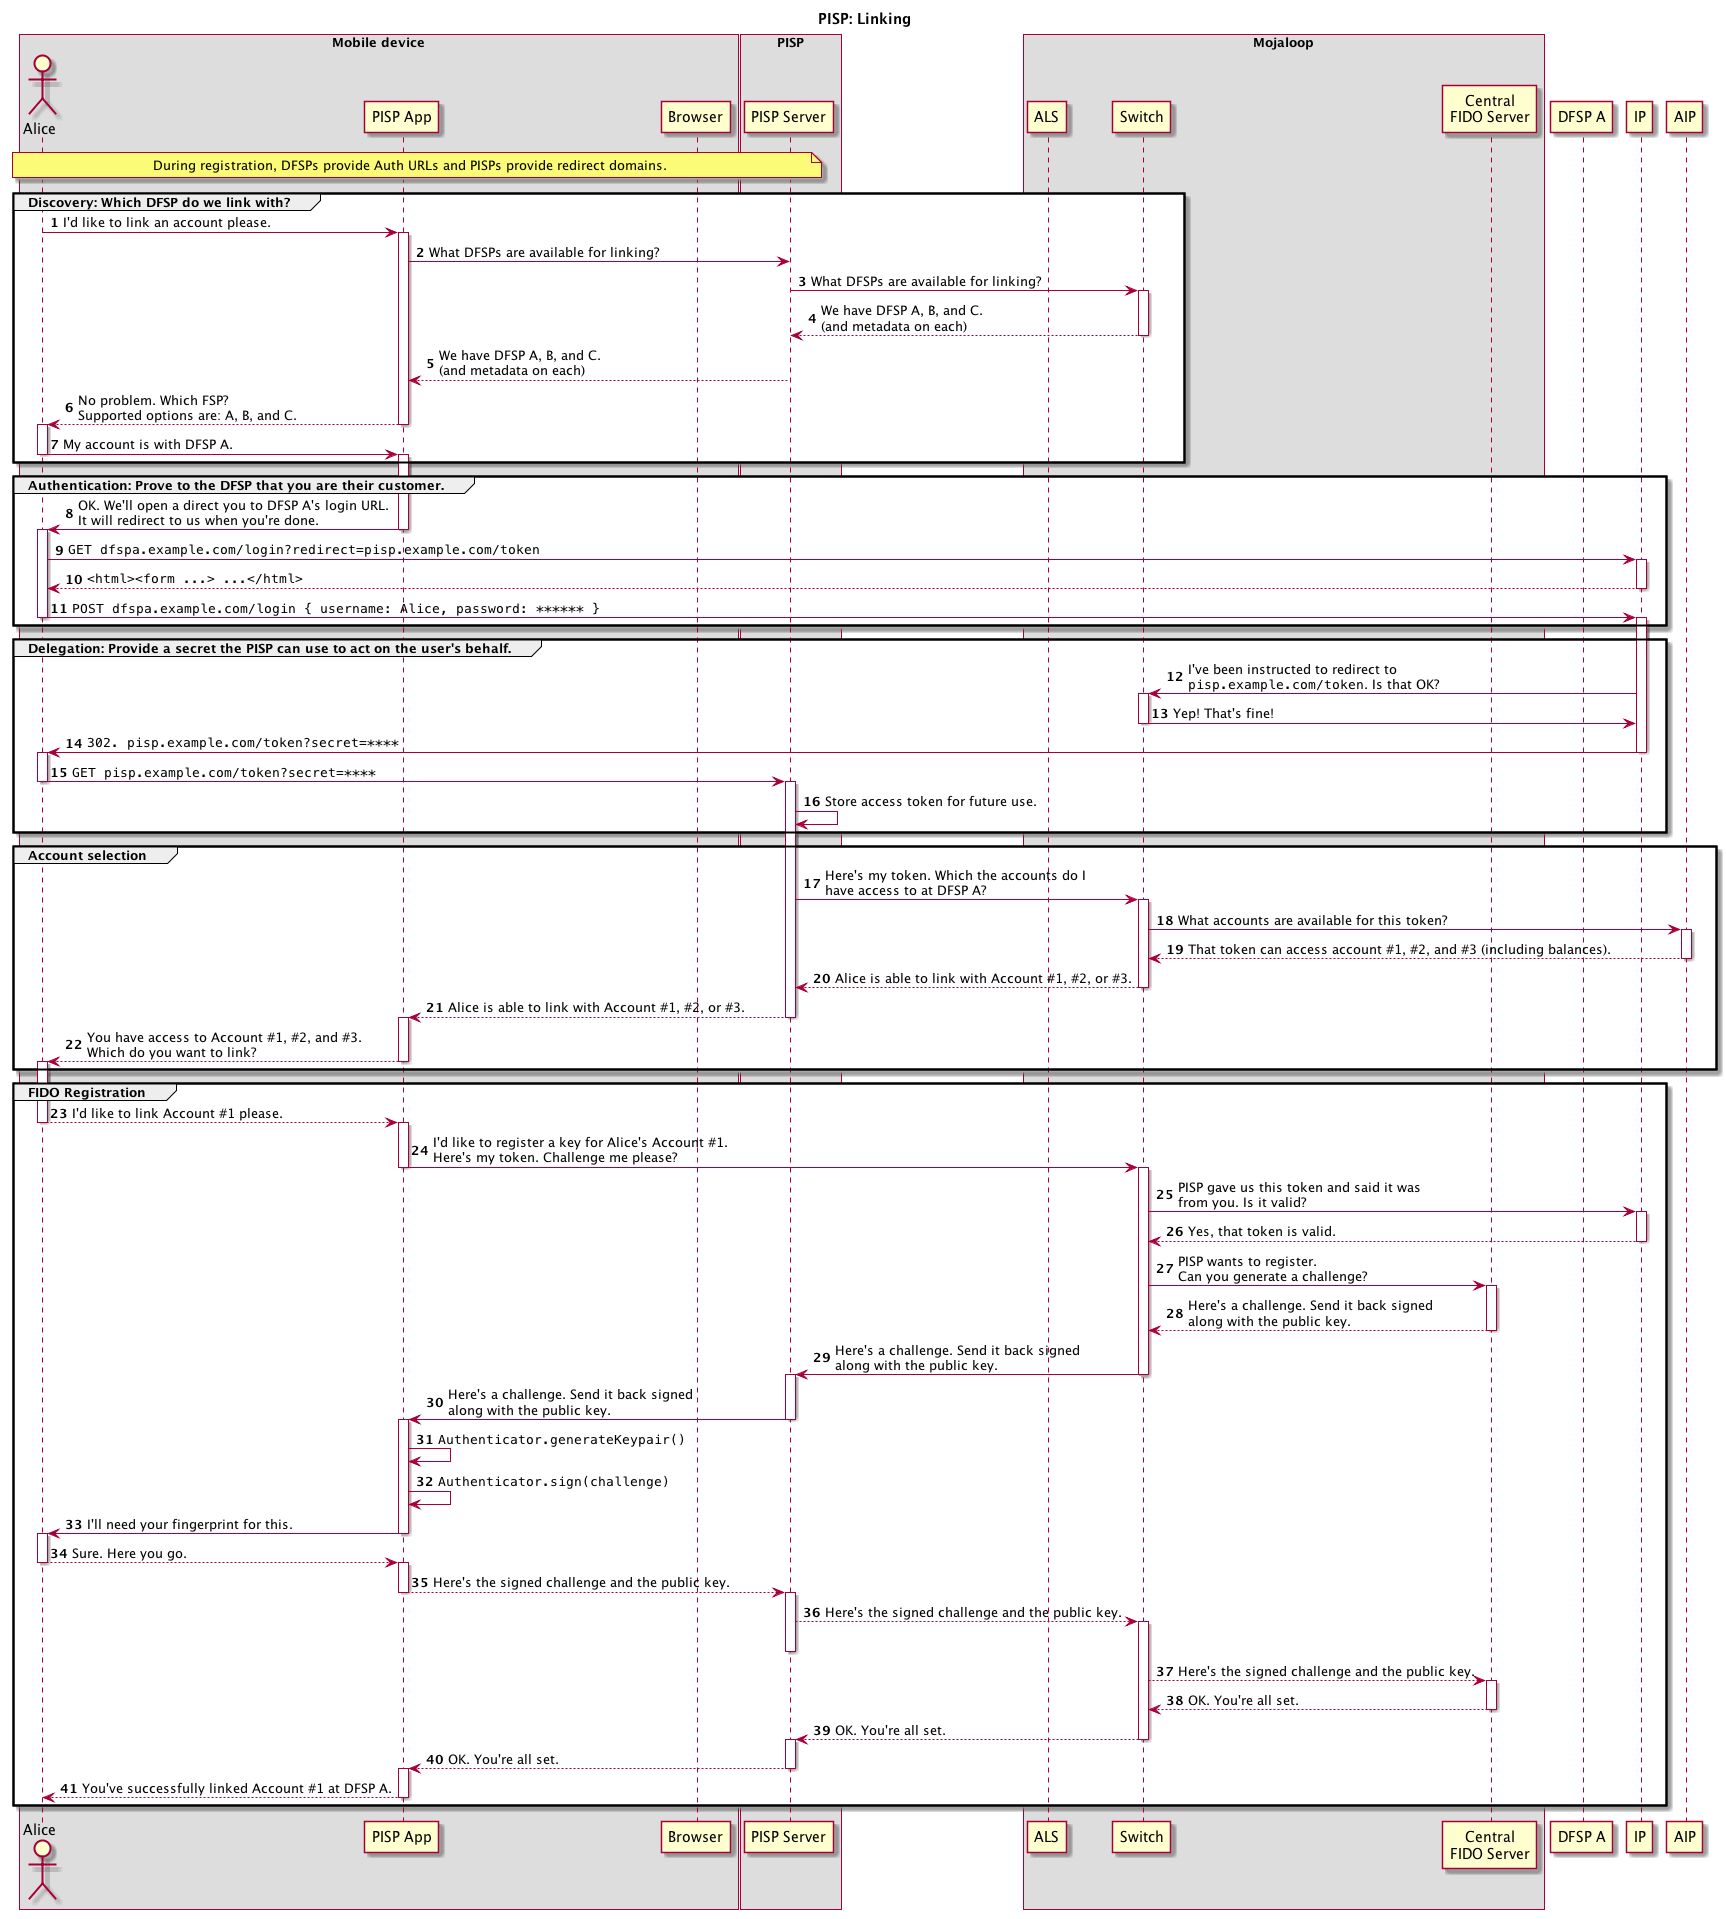 PISP: Linking
Mobile device
PISP
Mojaloop
Alice
PISP App
Browser
PISP Server
ALS
Switch
Central
FIDO Server
DFSP A
IP
AIP
During registration, DFSPs provide Auth URLs and PISPs provide redirect domains.
Discovery: Which DFSP do we link with?
1 I'd like to link an account please.
2 What DFSPs are available for linking?
3 What DFSPs are available for linking?
4 We have DFSP A, B, and C.
(and metadata on each)
5 We have DFSP A, B, and C.
(and metadata on each)
6 No problem. Which FSP?
Supported options are: A, B, and C.
7 My account is with DFSP A.
Authentication: Prove to the DFSP that you are their customer.
8 OK. We'll open a direct you to DFSP A's login URL.
It will redirect to us when you're done.
9 GET dfspa.example.com/login?redirect=pisp.example.com/token
10 <html><form ...> ...</html>
11 POST dfspa.example.com/login { username: Alice, password: ****** }
Delegation: Provide a secret the PISP can use to act on the user's behalf.
12 I've been instructed to redirect to
pisp.example.com/token. Is that OK?
13 Yep! That's fine!
14 302. pisp.example.com/token?secret=****
15 GET pisp.example.com/token?secret=****
16 Store access token for future use.
Account selection
17 Here's my token. Which the accounts do I
have access to at DFSP A?
18 What accounts are available for this token?
19 That token can access account #1, #2, and #3 (including balances).
20 Alice is able to link with Account #1, #2, or #3.
21 Alice is able to link with Account #1, #2, or #3.
22 You have access to Account #1, #2, and #3.
Which do you want to link?
FIDO Registration
23 I'd like to link Account #1 please.
24 I'd like to register a key for Alice's Account #1.
Here's my token. Challenge me please?
25 PISP gave us this token and said it was
from you. Is it valid?
26 Yes, that token is valid.
27 PISP wants to register.
Can you generate a challenge?
28 Here's a challenge. Send it back signed
along with the public key.
29 Here's a challenge. Send it back signed
along with the public key.
30 Here's a challenge. Send it back signed
along with the public key.
31 Authenticator.generateKeypair()
32 Authenticator.sign(challenge)
33 I'll need your fingerprint for this.
34 Sure. Here you go.
35 Here's the signed challenge and the public key.
36 Here's the signed challenge and the public key.
37 Here's the signed challenge and the public key.
38 OK. You're all set.
39 OK. You're all set.
40 OK. You're all set.
41 You've successfully linked Account #1 at DFSP A.
Alice
PISP App
Browser
PISP Server
ALS
Switch
Central
FIDO Server
DFSP A
IP
AIP